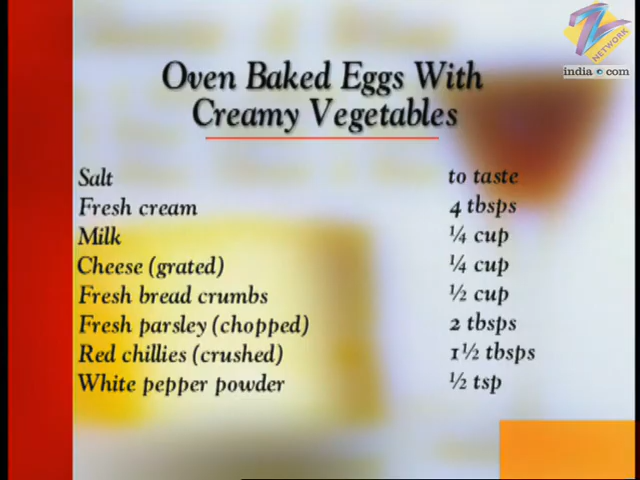 Z NETWORK
india.com
Oven Baked Eggs With
Creamy Vegetables
Salt to taste
Fresh cream 4 tbsps
Milk ¼ cup
Cheese (grated) ¼ cup
Fresh bread crumbs ½ cup
Fresh parsley (chopped) 2 tbsps
Red chillies (crushed) 1½ tbsps
White pepper powder ½ tsp